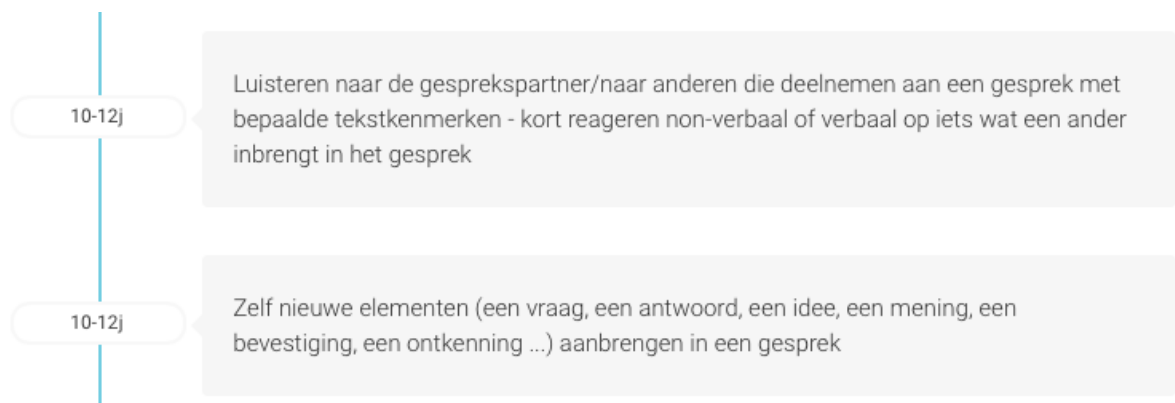 10-12j
Luisteren naar de gesprekspartner/naar anderen die deelnemen aan een gesprek met
bepaalde tekstkenmerken - kort reageren non-verbaal of verbaal op iets wat een ander
inbrengt in het gesprek
10-12j
Zelf nieuwe elementen (een vraag, een antwoord, een idee, een mening, een
bevestiging, een ontkenning ...) aanbrengen in een gesprek